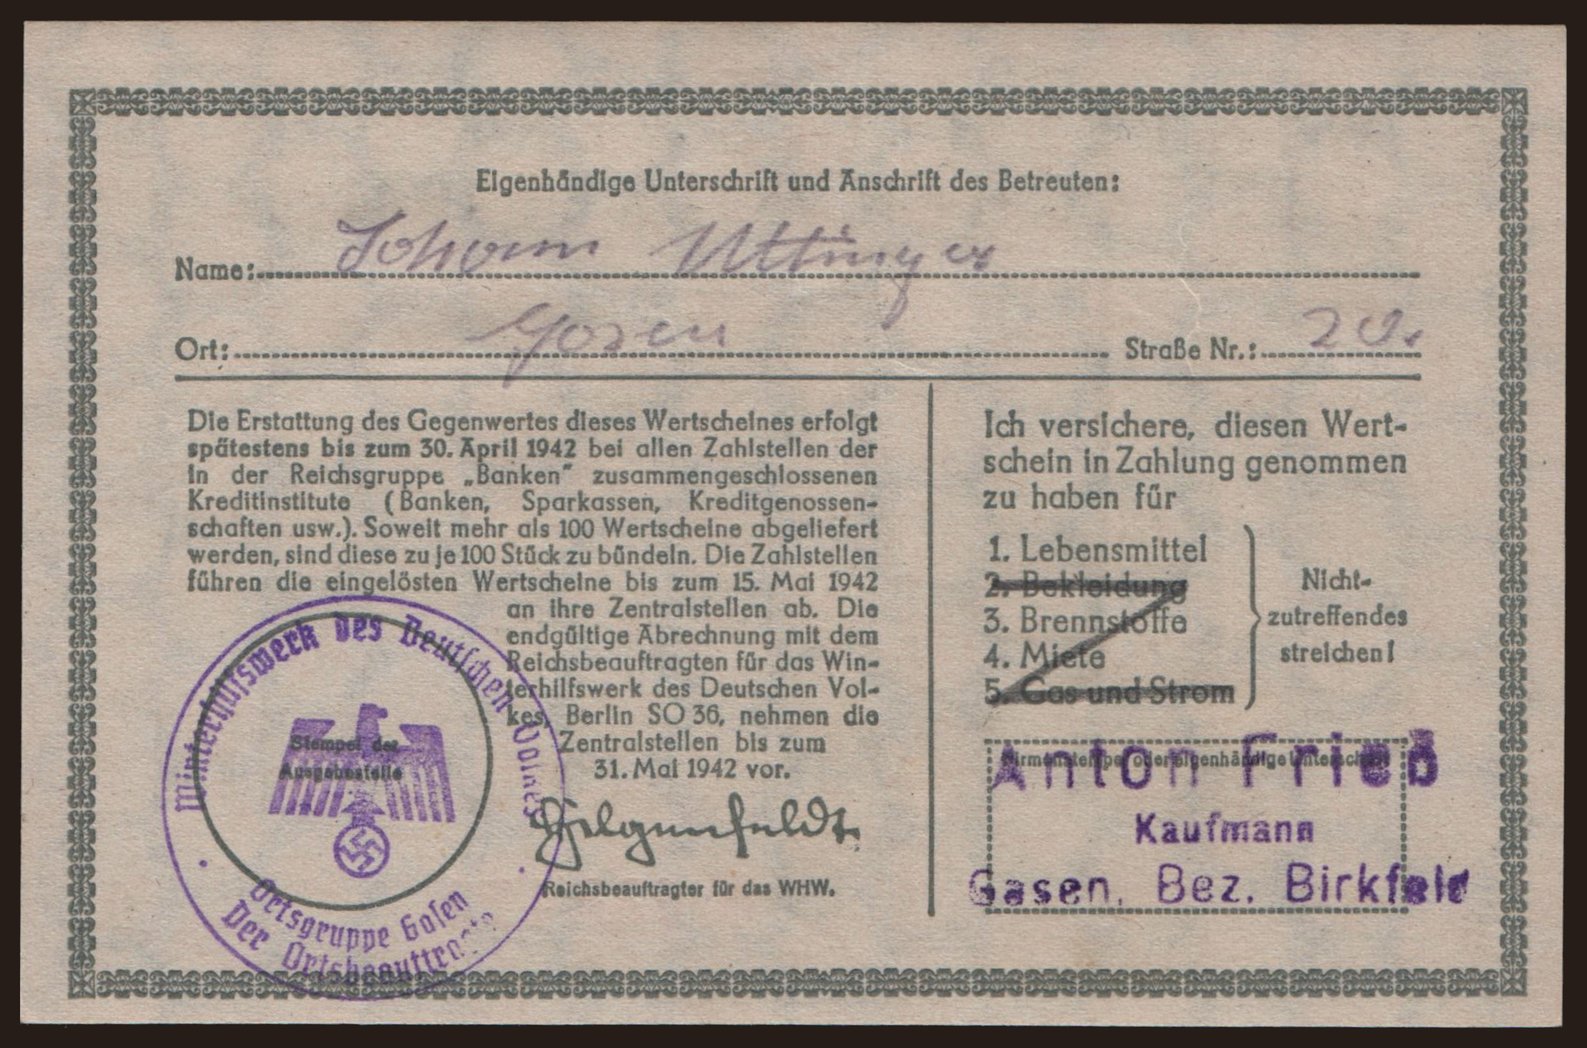 Eigenhändige Unterschrift und Anschrift des Betreuten:
Name: Johann Uttinger
Ort: Gasen Straße Nr.: 20.
Die Erstattung des Gegenwertes dieses Wertscheines erfolgt
spätestens bis zum 30. April 1942 bei allen Zahlstellen der
in der Reichsgruppe „Banken" zusammengeschlossenen
Kreditinstitute (Banken, Sparkassen, Kreditgenossen-
schaften usw.). Soweit mehr als 100 Wertscheine abgeliefert
werden, sind diese zu je 100 Stück zu bündeln. Die Zahlstellen
führen die eingelösten Wertscheine bis zum 15. Mai 1942
an ihre Zentralstellen ab. Die
endgültige Abrechnung mit dem
Reichsbeauftragten für das Win-
terhilfswerk des Deutschen Vol-
kes, Berlin SO 36, nehmen die
Zentralstellen bis zum
31. Mai 1942 vor.
Hilgenfeldt.
Reichsbeauftragter für das WHW.
Winterhilfswerk des Deutschen Volkes
Stempel der
Ausgabestelle
Ortsgruppe Gasen
Der Ortsbeauftragte
Ich versichere, diesen Wert-
schein in Zahlung genommen
zu haben für
1. Lebensmittel
2. Bekleidung
3. Brennstoffe
4. Miete
5. Gas und Strom
Nicht-
zutreffendes
streichen!
Firmenstempel oder eigenhändige Unterschrift
Anton Frieß
Kaufmann
Gasen, Bez. Birkfeld